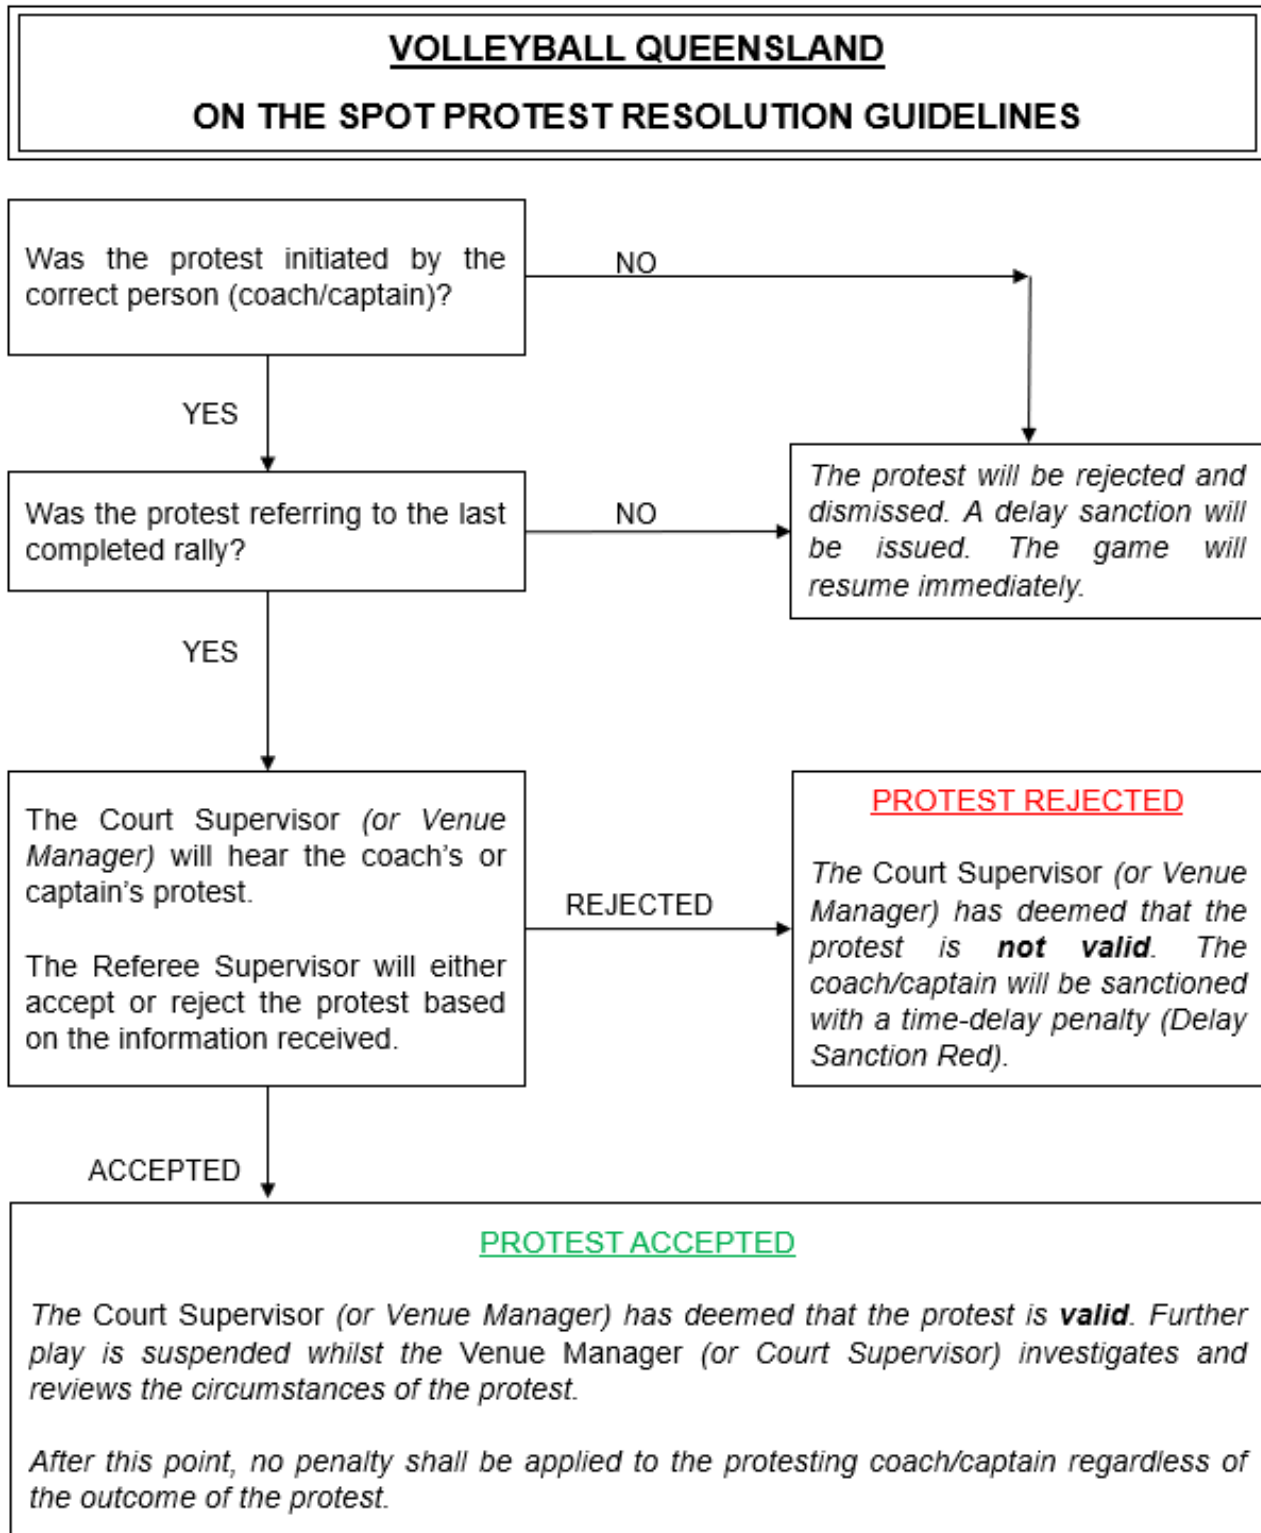 VOLLEYBALL QUEENSLAND
ON THE SPOT PROTEST RESOLUTION GUIDELINES
Was the protest initiated by the
correct person (coach/captain)?
NO
YES
Was the protest referring to the last
completed rally?
NO
The protest will be rejected and
dismissed. A delay sanction will
be issued. The game will
resume immediately.
YES
The Court Supervisor (or Venue
Manager) will hear the coach's or
captain's protest.
The Referee Supervisor will either
accept or reject the protest based
on the information received.
REJECTED
PROTEST REJECTED
The Court Supervisor (or Venue
Manager) has deemed that the
protest is not valid. The
coach/captain will be sanctioned
with a time-delay penalty (Delay
Sanction Red).
ACCEPTED
PROTEST ACCEPTED
The Court Supervisor (or Venue Manager) has deemed that the protest is valid. Further
play is suspended whilst the Venue Manager (or Court Supervisor) investigates and
reviews the circumstances of the protest.
After this point, no penalty shall be applied to the protesting coach/captain regardless of
the outcome of the protest.